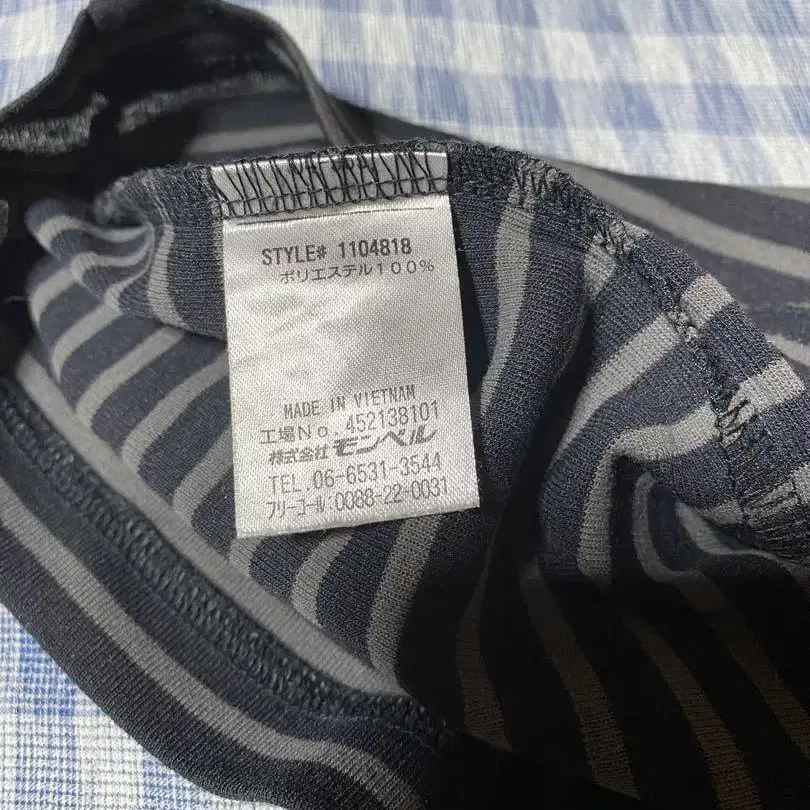 STYLE# 1104818
ポリエステル100%
MADE IN VIETNAM
工場No. 452138101
株式会社 モンベル
TEL. 06-6531-3544
フリーコール 0088-22-0031